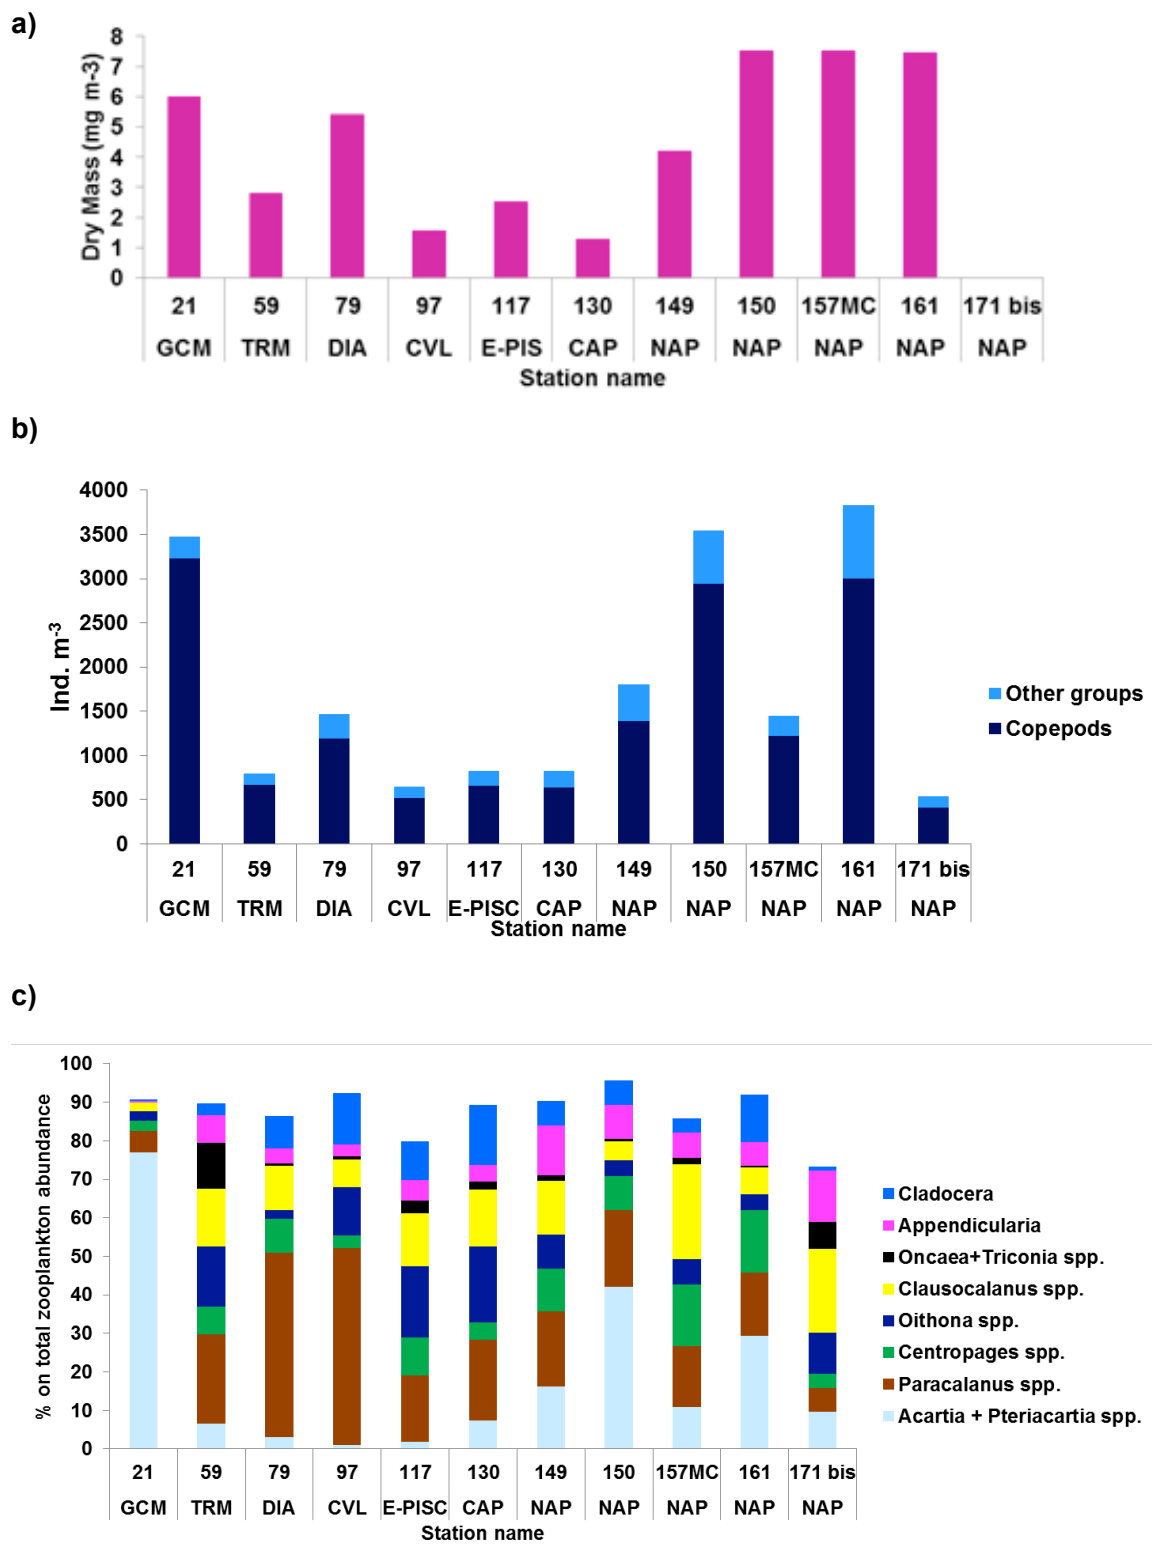 a)
Dry Mass (mg m-3)
8
7
6
5
4
3
2
1
0
21 59 79 97 117 130 149 150 157MC 161 171 bis
GCM TRM DIA CVL E-PIS CAP NAP NAP NAP NAP NAP
Station name
b)
Ind. m-3
4000
3500
3000
2500
2000
1500
1000
500
0
Other groups
Copepods
21 59 79 97 117 130 149 150 157MC 161 171 bis
GCM TRM DIA CVL E-PISC CAP NAP NAP NAP NAP NAP
Station name
c)
% on total zooplankton abundance
100
90
80
70
60
50
40
30
20
10
0
Cladocera
Appendicularia
Oncaea+Triconia spp.
Clausocalanus spp.
Oithona spp.
Centropages spp.
Paracalanus spp.
Acartia + Pteriacartia spp.
21 59 79 97 117 130 149 150 157MC 161 171 bis
GCM TRM DIA CVL E-PISC CAP NAP NAP NAP NAP NAP
Station name